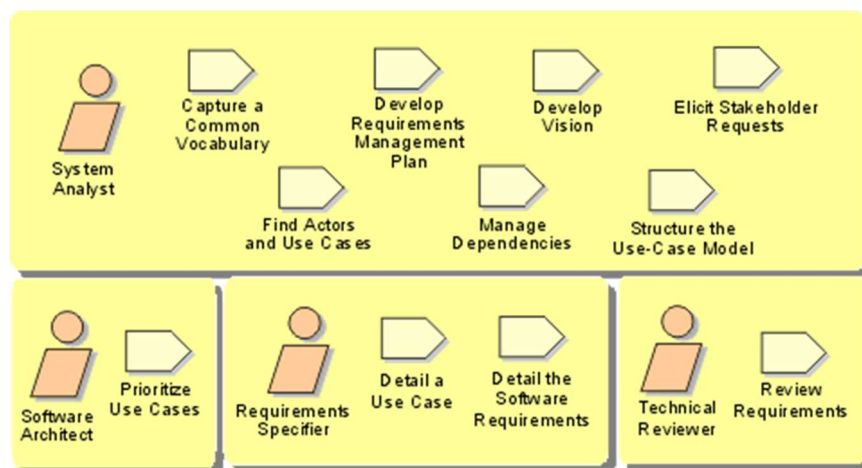 System
Analyst
Capture a
Common
Vocabulary
Develop
Requirements
Management
Plan
Develop
Vision
Elicit Stakeholder
Requests
Find Actors
and Use Cases
Manage
Dependencies
Structure the
Use-Case Model
Software
Architect
Prioritize
Use Cases
Requirements
Specifier
Detail a
Use Case
Detail the
Software
Requirements
Technical
Reviewer
Review
Requirements